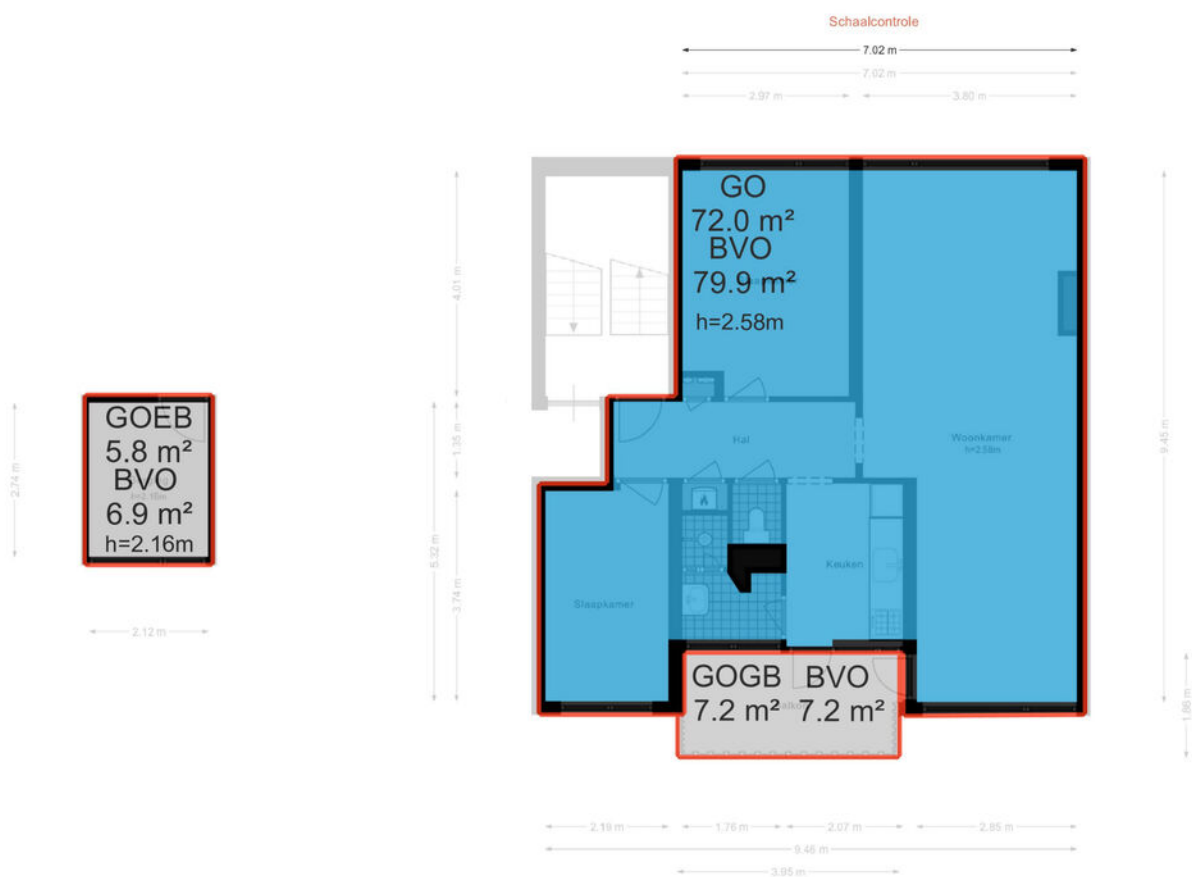 Schaalcontrole
7.02 m
7.02 m
2.97 m
3.80 m
GO
72.0 m²
BVO
79.9 m²
h=2.58m
4.01 m
1.35 m
3.74 m
5.32 m
9.45 m
1.86 m
Hal
Woonkamer
h=2.58m
Keuken
Slaapkamer
GOGB BVO
7.2 m² 7.2 m²
GOEB
5.8 m²
BVO
6.9 m²
h=2.16m
2.74 m
2.12 m
2.19 m
1.76 m
2.07 m
2.85 m
9.46 m
3.95 m